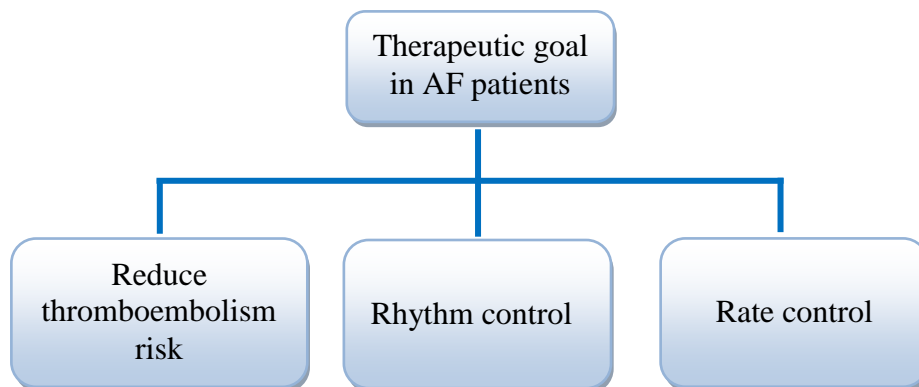 Therapeutic goal
in AF patients
Reduce
thromboembolism
risk
Rhythm control
Rate control